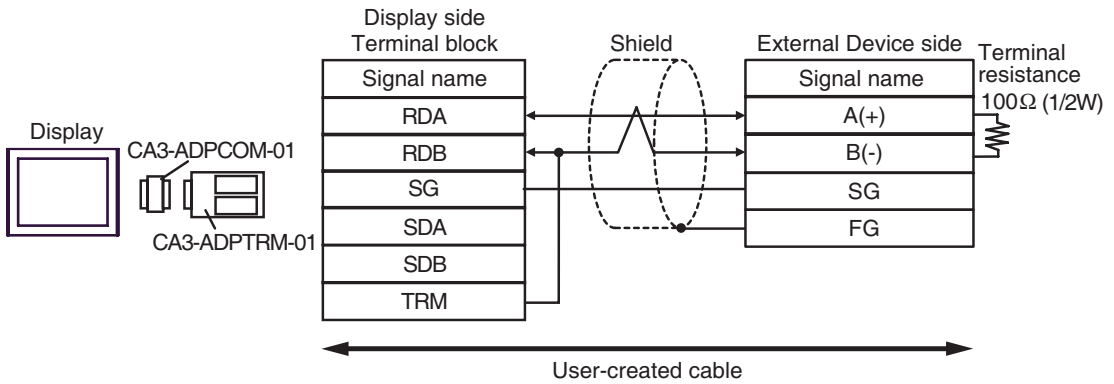 Display side
Terminal block
Shield
External Device side
Terminal
resistance
100Ω (1/2W)
Signal name
Signal name
RDA
A(+)
Display
CA3-ADPCOM-01
RDB
B(-)
SG
SG
CA3-ADPTRM-01
SDA
FG
SDB
TRM
User-created cable